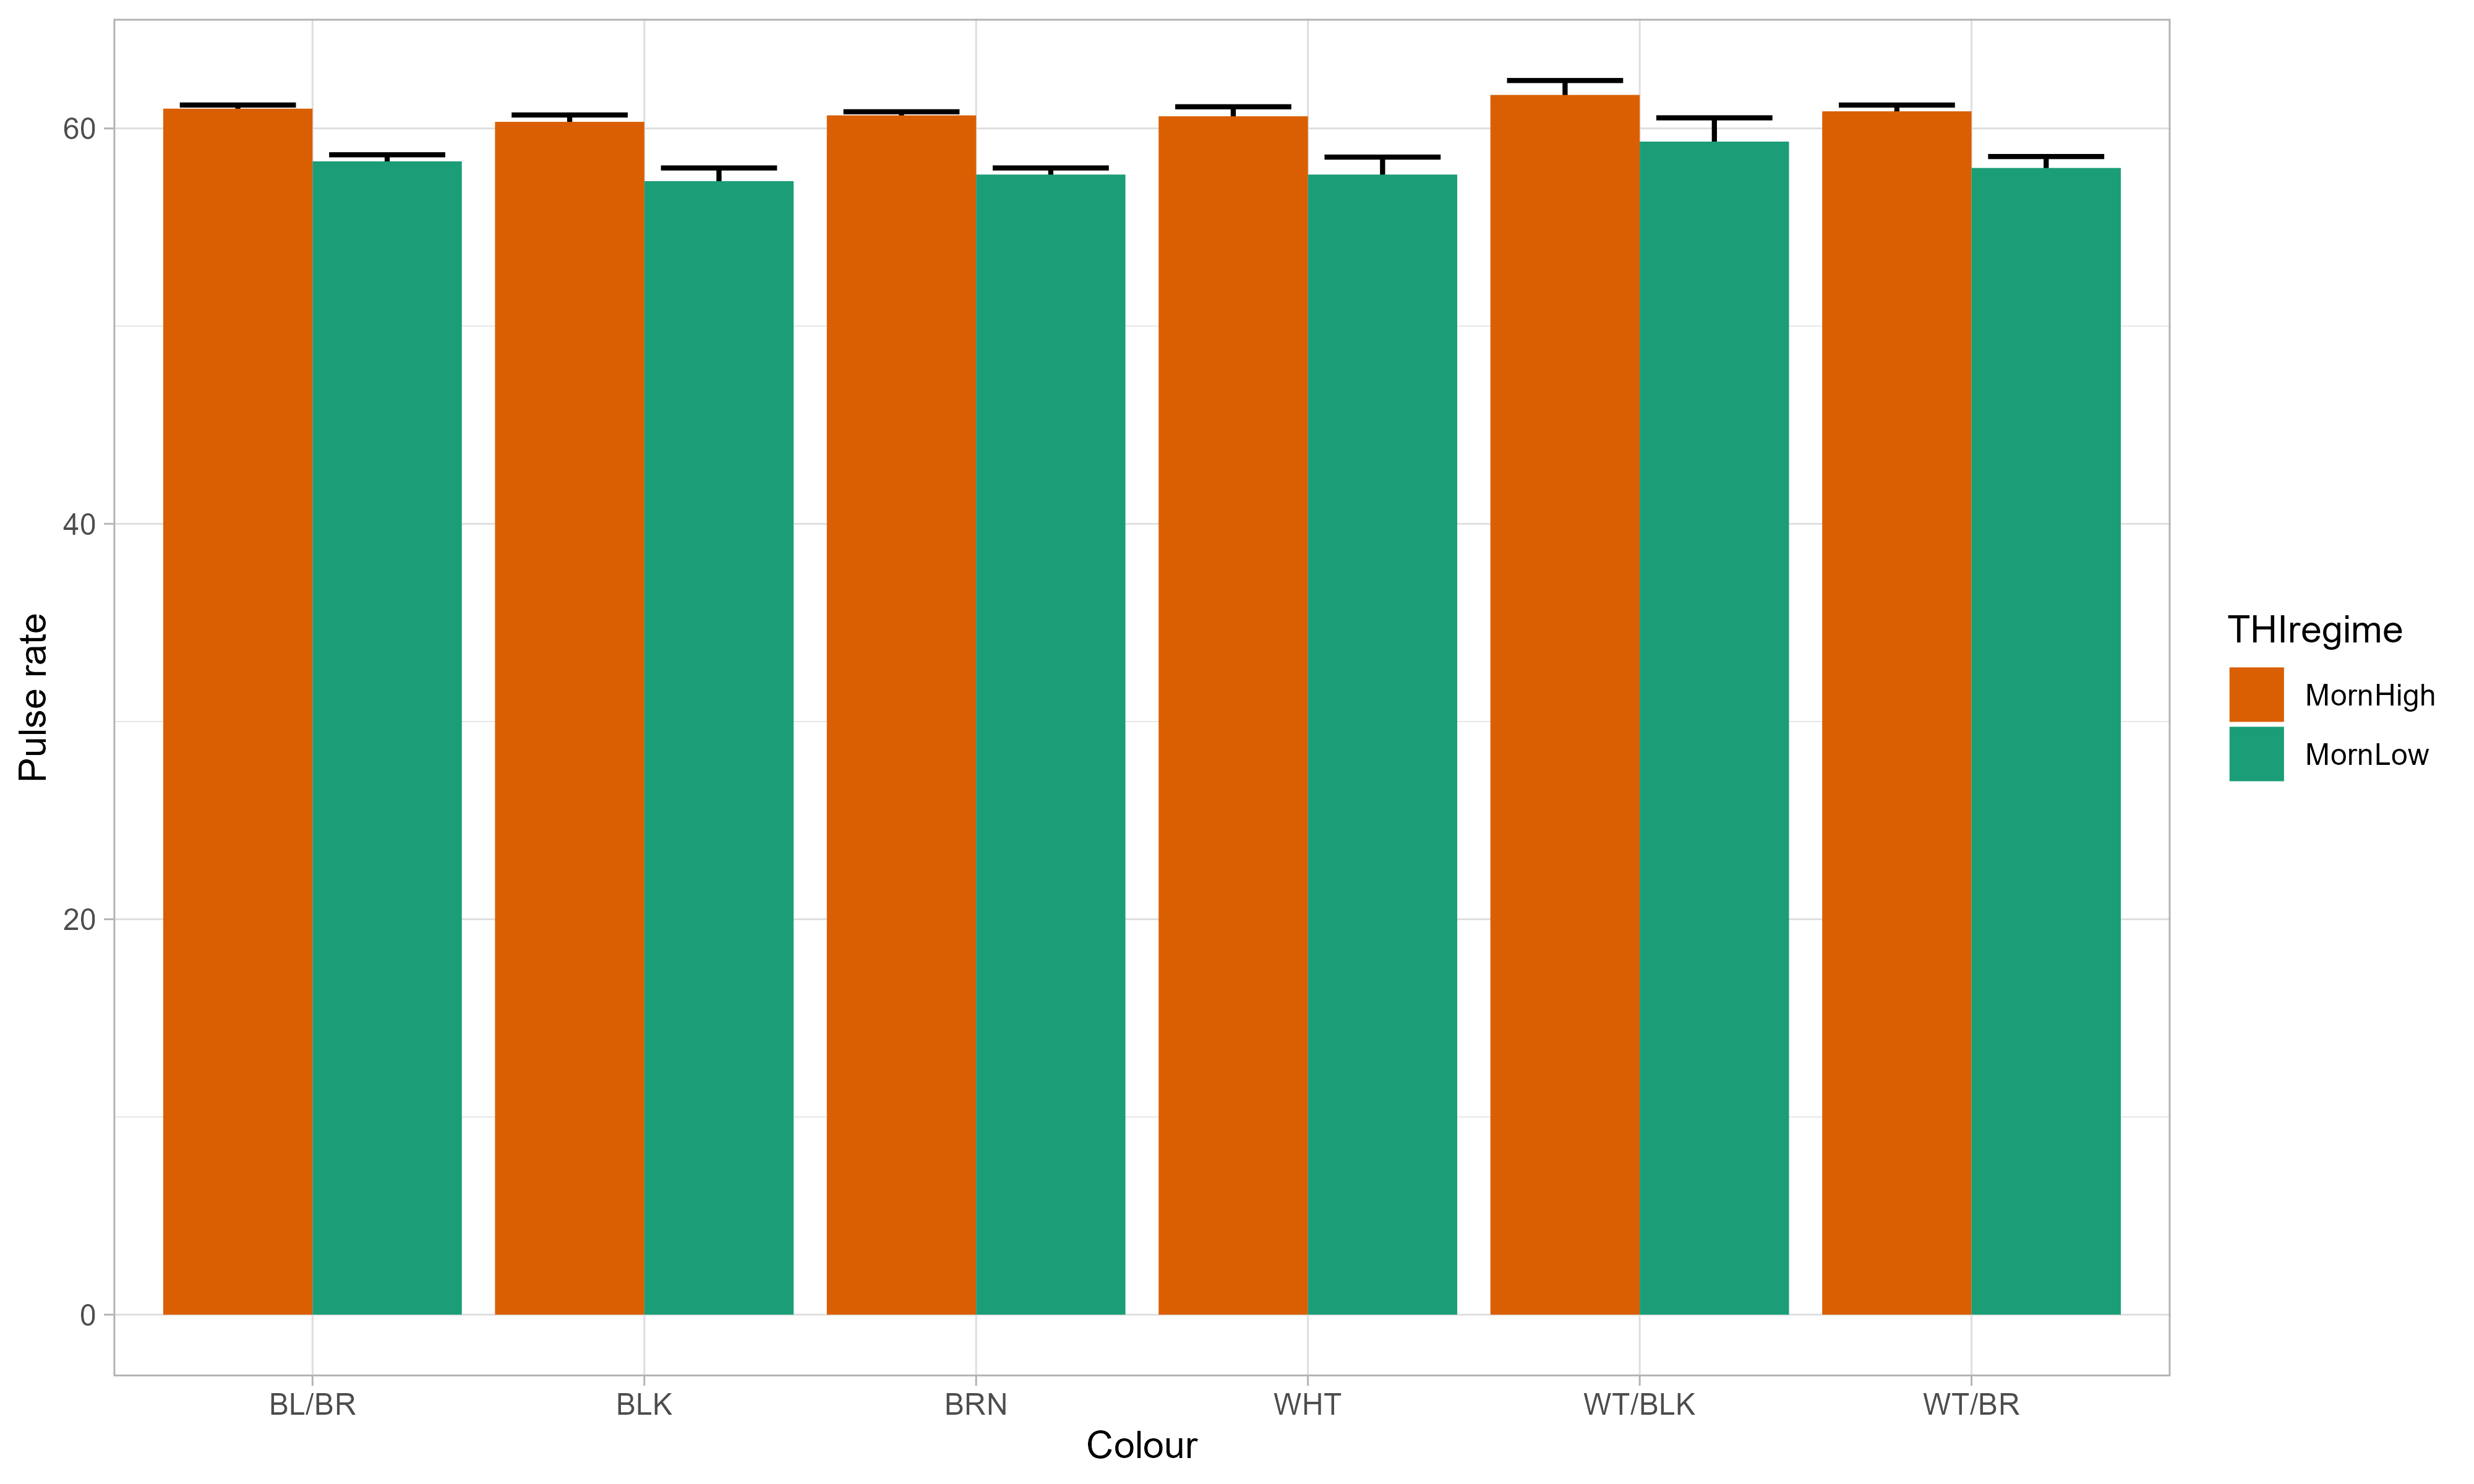 60
40
20
0
Pulse rate
BL/BR BLK BRN WHT WT/BLK WT/BR
Colour
THIregime
MornHigh
MornLow